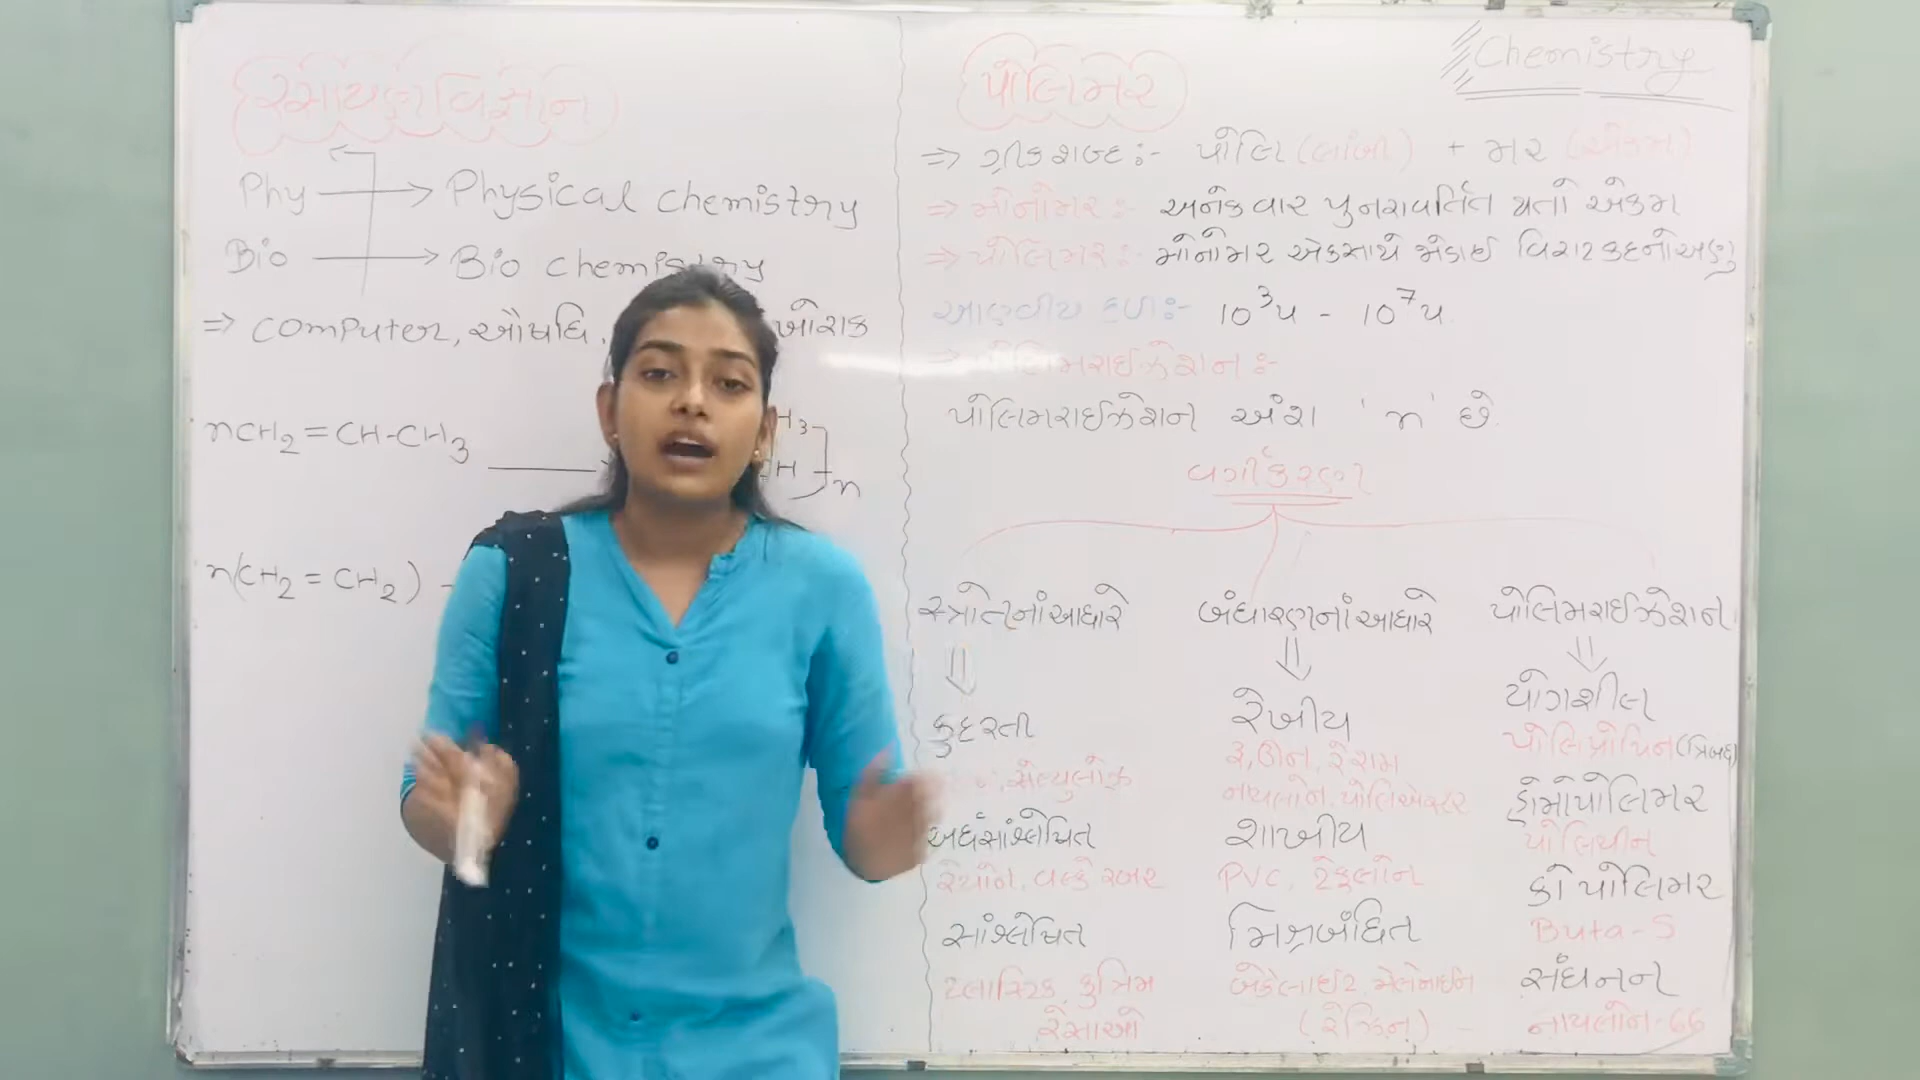 રસાયણ વિજ્ઞાન
Phy → Physical chemistry
Bio → Bio chemistry
⇒ computer, ઔષધિ, ખોરાક
nCH2 = CH-CH3
H3
H ]n
n(CH2 = CH2)
Chemistry
પોલિમર
⇒ ગ્રીક શબ્દ :- પોલિ (લાંબી) + મર (એકમ)
⇒ મોનોમર :- અનેકવાર પુનરાવર્તિત થતો એકમ
⇒ પોલિમર :- મોનોમર એકસાથે જોડાઈ વિરાટ કદનો અણુ
આણ્વીય દળ :- 10³u - 10⁷u
⇒ પોલિમરાઈઝેશન :-
પોલિમરાઈઝેશન અંશ 'n' છે.
વર્ગીકરણ
સ્ત્રોતનાં આધારે
કુદરતી
સેલ્યુલોઝ
અર્ધસાંશ્લેષિત
રેયોન, વલ્કે રબર
સાંશ્લેષિત
પ્લાસ્ટિક, કૃત્રિમ
રેસાઓ
બંધારણનાં આધારે
રેખીય
રૂ, ઊન, રેશમ
નાયલોન, પોલિએસ્ટર
શાખીય
PVC, ટેફલોન
મિશ્રબંધિત
બેકેલાઈટ, મેલેનાઈન
(રેઝિન)
પોલિમરાઈઝેશન
યોગશીલ
પોલિપ્રોપિન (ત્રિબંધ)
હોમોપોલિમર
પોલિથીન
કો પોલિમર
Buta-S
સંઘનન
નાયલોન-66